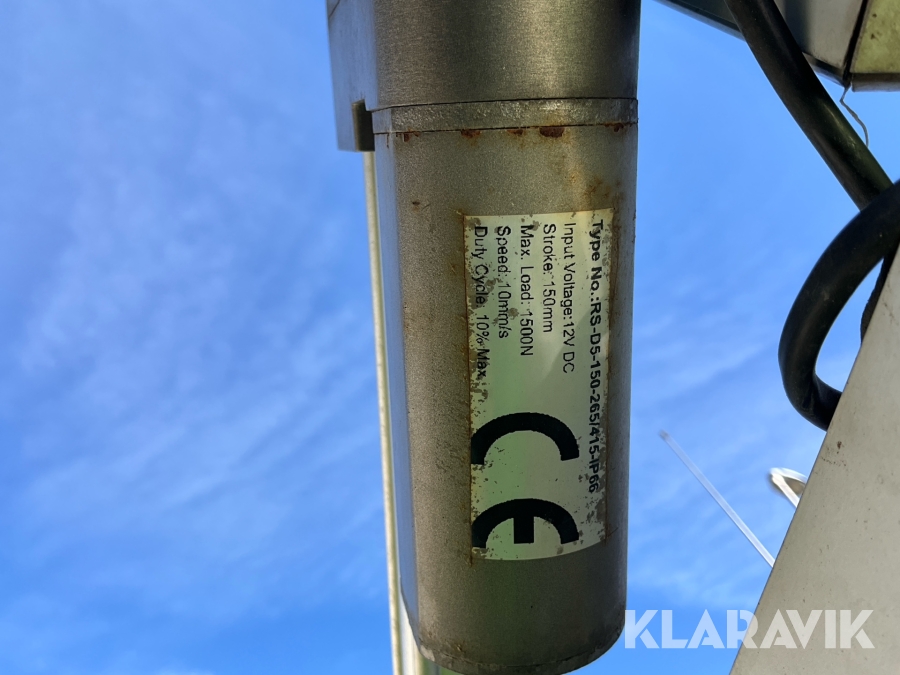 Type No.:RS-D5-150-265/415-IP66
Input Voltage:12V DC
Stroke: 150mm
Max. Load: 1500N
Speed: 10mm/s
Duty Cycle: 10% Max.
CE
KLARAVIK